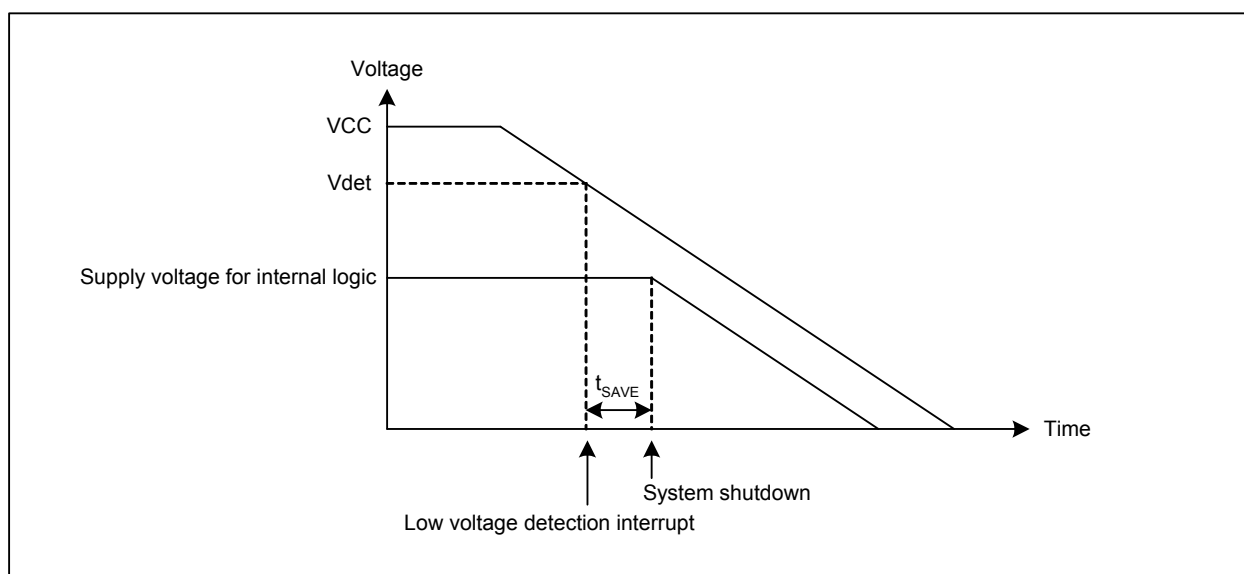 Voltage
VCC
Vdet
Supply voltage for internal logic
tSAVE
Time
System shutdown
Low voltage detection interrupt